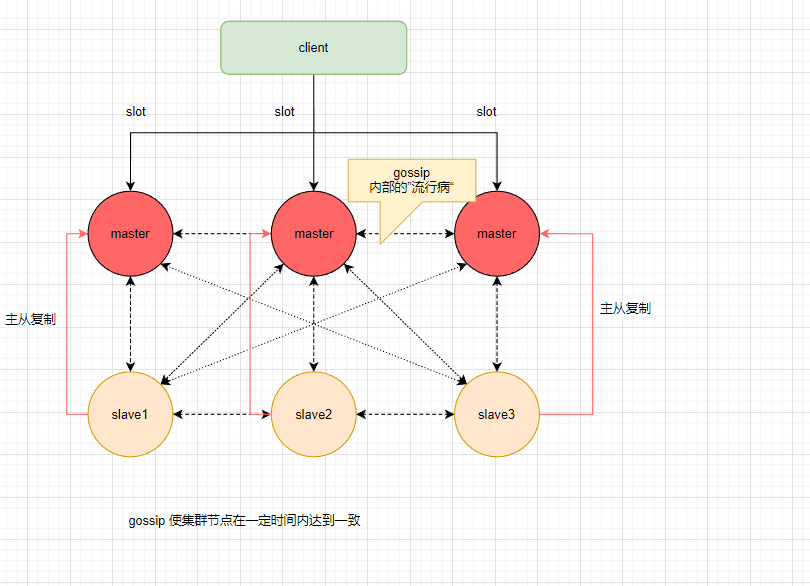 client
slot
slot
slot
gossip
内部的”流行病“
master
master
master
主从复制
主从复制
slave1
slave2
slave3
gossip 使集群节点在一定时间内达到一致